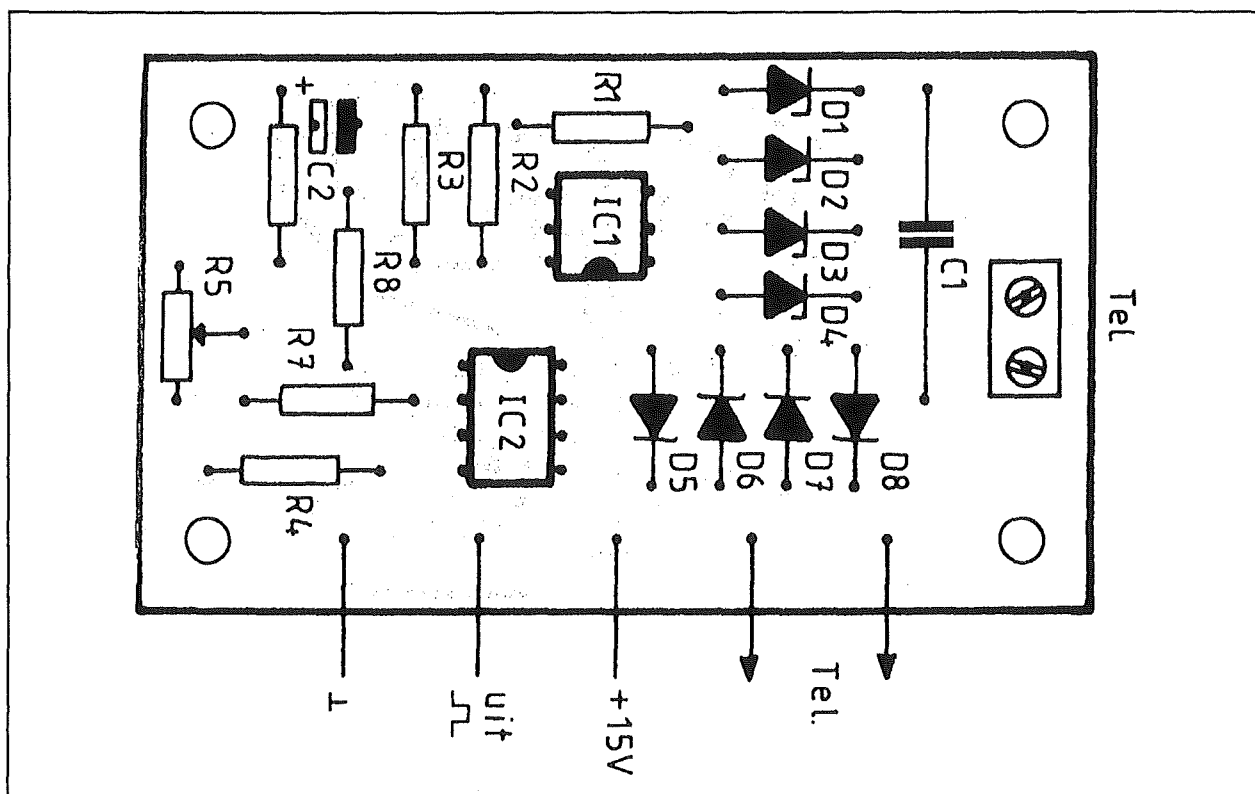 +
C2
R3
R2
R1
IC1
D1
D2
D3
D4
C1
Tel
R5
R8
R7
R4
IC2
D5
D6
D7
D8
⊥
uit
+15V
Tel.